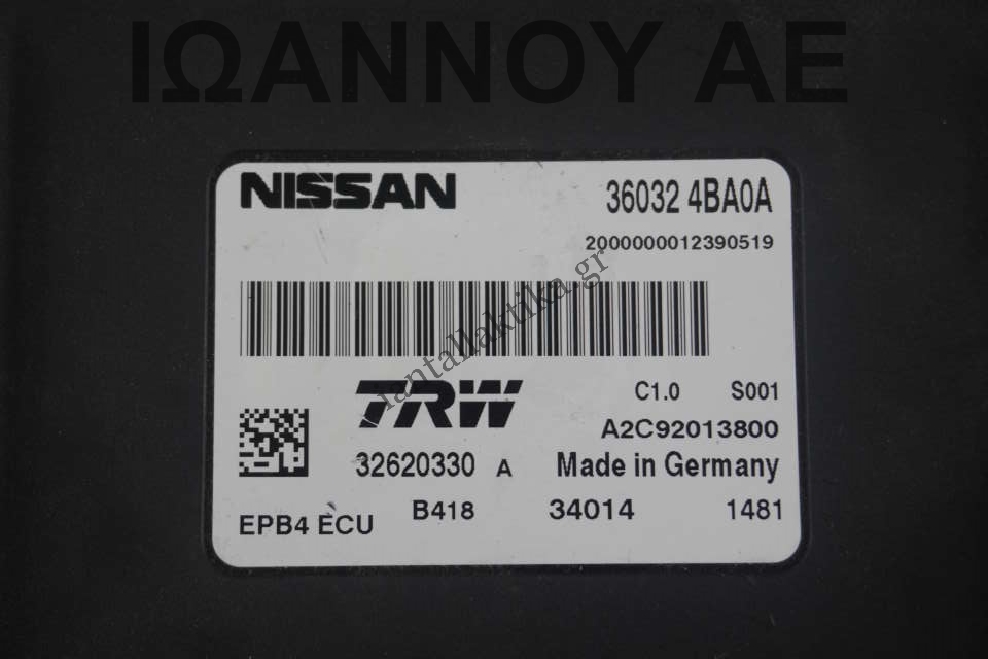 ΙΩΑΝΝΟΥ ΑΕ
NISSAN 36032 4BA0A
2000000012390519
iantallaktika.gr
TRW C1.0 S001
A2C92013800
32620330 A Made in Germany
EPB4 ECU B418 34014 1481